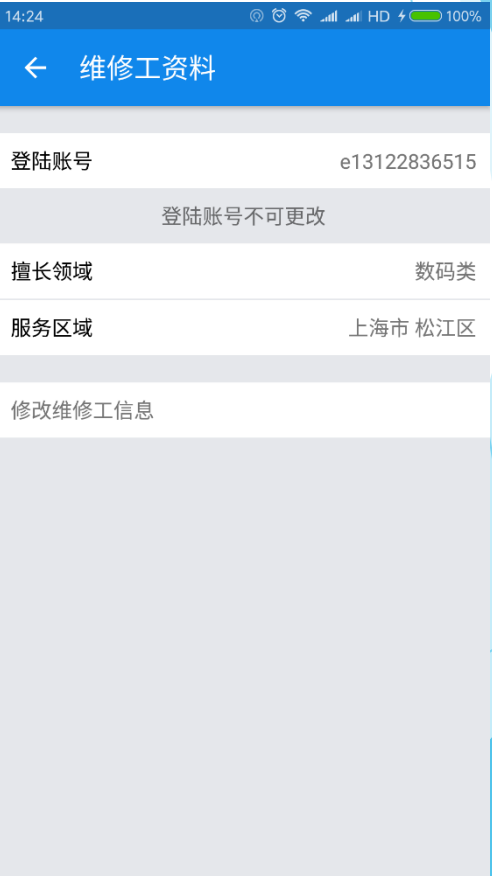 14:24 HD 100%
维修工资料
登陆账号 e13122836515
登陆账号不可更改
擅长领域 数码类
服务区域 上海市 松江区
修改维修工信息